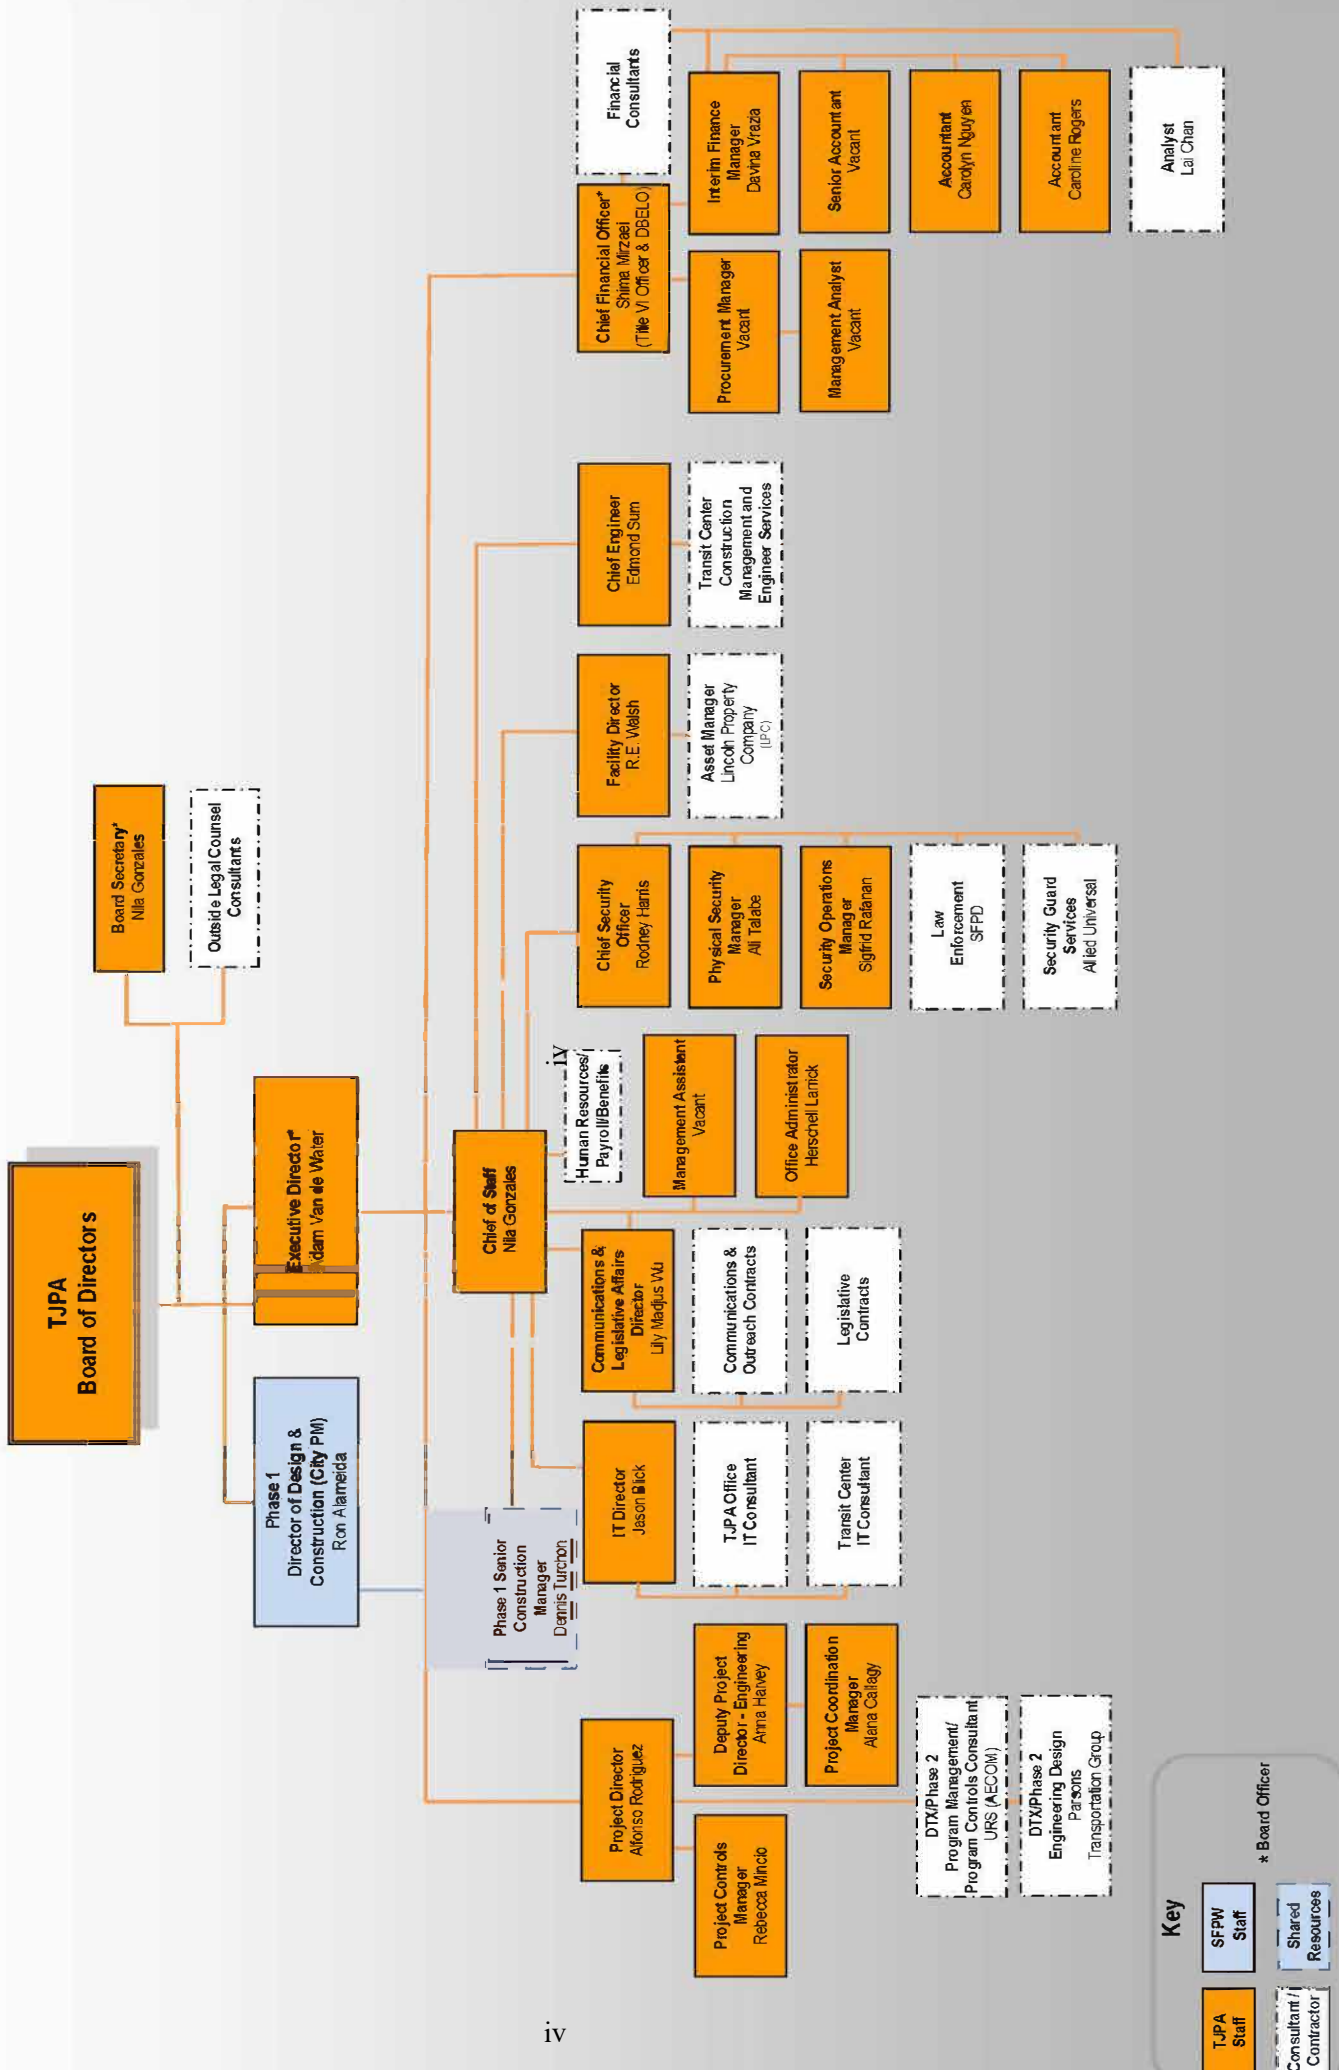 TJPA
Board of Directors
Board Secretary*
Nila Gonzales
Outside Legal Counsel
Consultants
Phase 1
Director of Design &
Construction (City PM)
Ron Alameida
Executive Director*
Adam Van de Water
Phase 1 Senior
Construction
Manager
Dennis Turchon
Chief of Staff
Nila Gonzales
Human Resources/
Payroll/Benefits
Management Assistant
Vacant
Office Administrator
Herschell Larrick
Project Director
Alfonso Rodriguez
Project Controls
Manager
Rebecca Mincio
Deputy Project
Director - Engineering
Anna Harvey
Project Coordination
Manager
Alana Callagy
DTX/Phase 2
Program Management/
Program Controls Consultant
URS (AECOM)
DTX/Phase 2
Engineering Design
Parsons
Transportation Group
IT Director
Jason Blick
TJPA Office
IT Consultant
Transit Center
IT Consultant
Communications &
Legislative Affairs
Director
Lily Madjus Wu
Communications &
Outreach Contracts
Legislative
Contracts
Chief Security
Officer
Rodney Harris
Physical Security
Manager
Ali Talabe
Security Operations
Manager
Sigfrid Rafanan
Law
Enforcement
SFPD
Security Guard
Services
Allied Universal
Facility Director
R.E. Walsh
Asset Manager
Lincoln Property
Company
(LPC)
Chief Engineer
Edmond Sum
Transit Center
Construction
Management and
Engineer Services
Chief Financial Officer*
Shima Mirzaei
(Title VI Officer & DBELO)
Financial
Consultants
Procurement Manager
Vacant
Management Analyst
Vacant
Interim Finance
Manager
Davina Vrazia
Senior Accountant
Vacant
Accountant
Carolyn Nguyen
Accountant
Caroline Rogers
Analyst
Lai Chan
Key
TJPA
Staff
SFPW
Staff
* Board Officer
Consultant /
Contractor
Shared
Resources
iv
iv